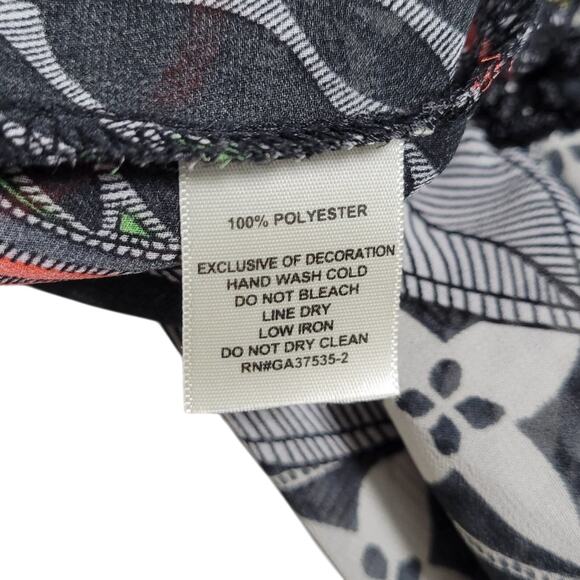 100% POLYESTER
EXCLUSIVE OF DECORATION
HAND WASH COLD
DO NOT BLEACH
LINE DRY
LOW IRON
DO NOT DRY CLEAN
RN#GA37535-2